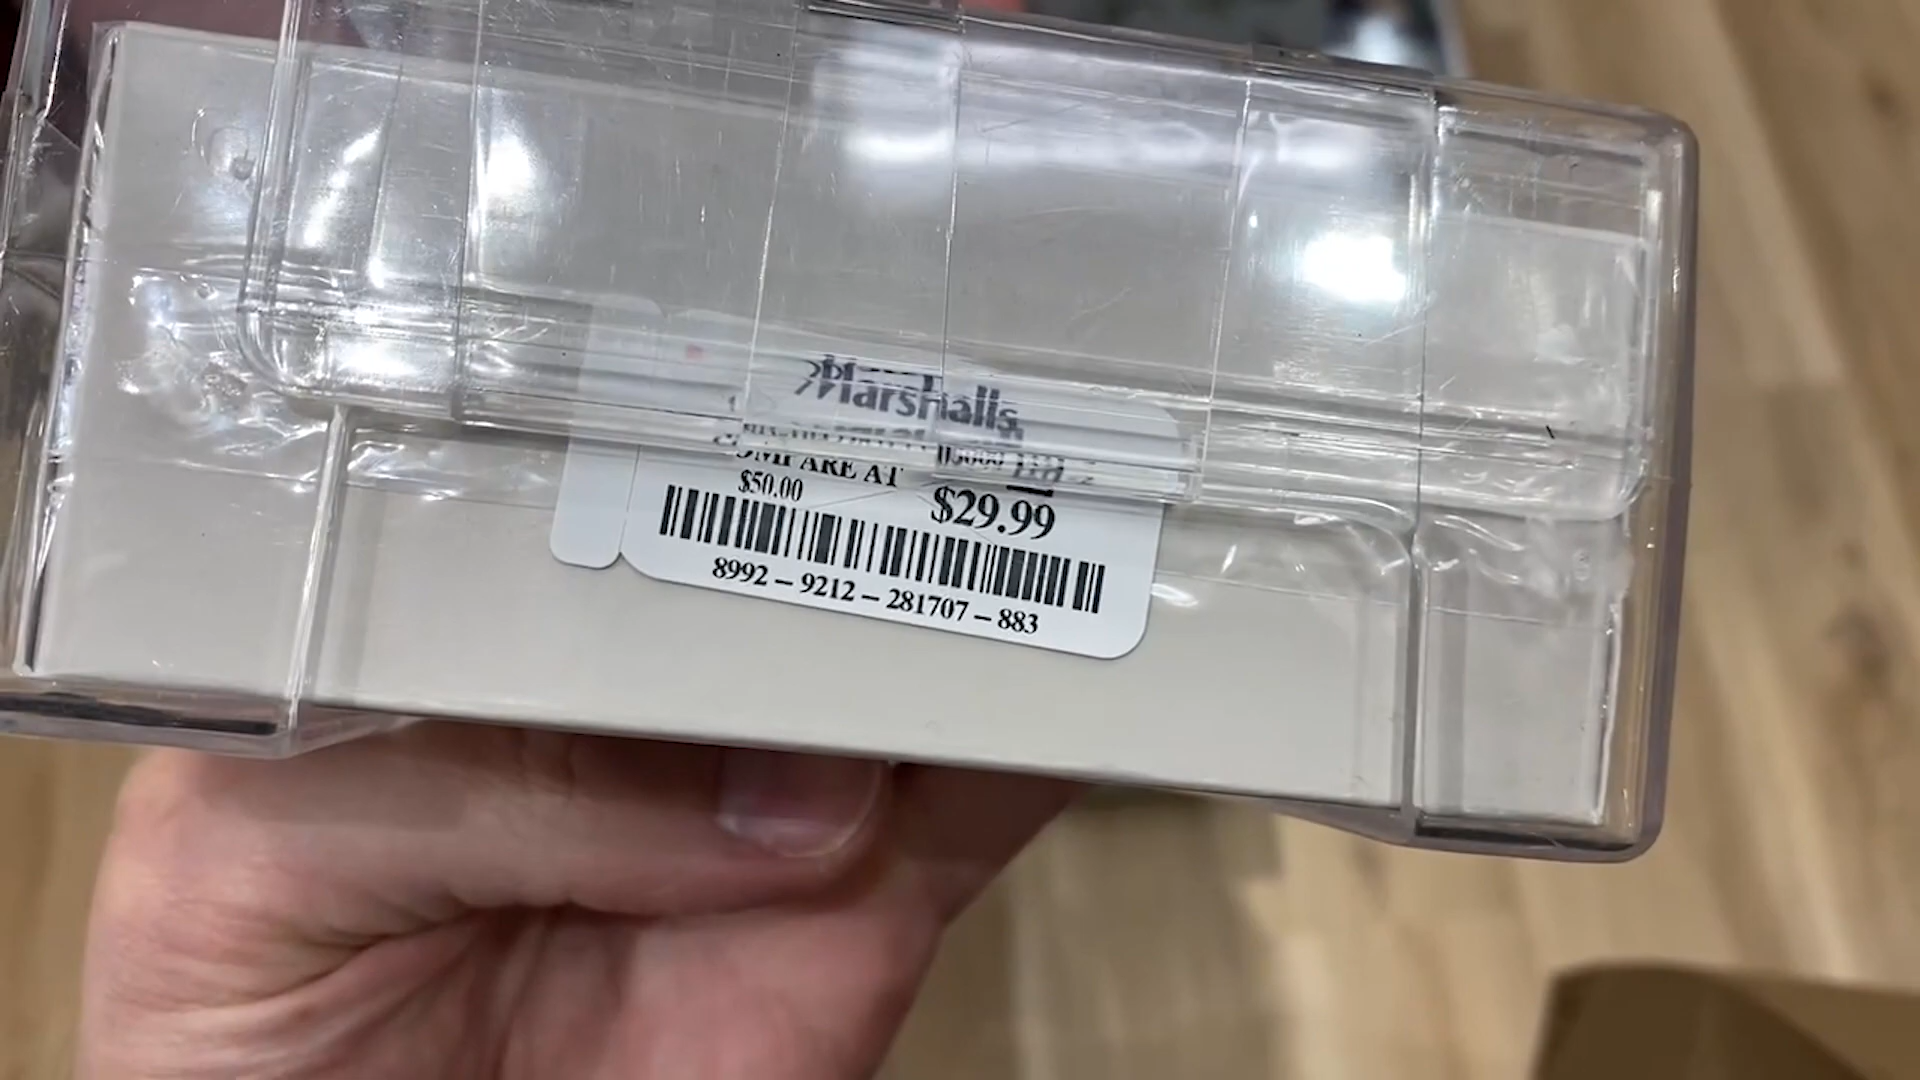 Marshalls
COMPARE AT
$50.00
$29.99
8992 – 9212 – 281707 – 883